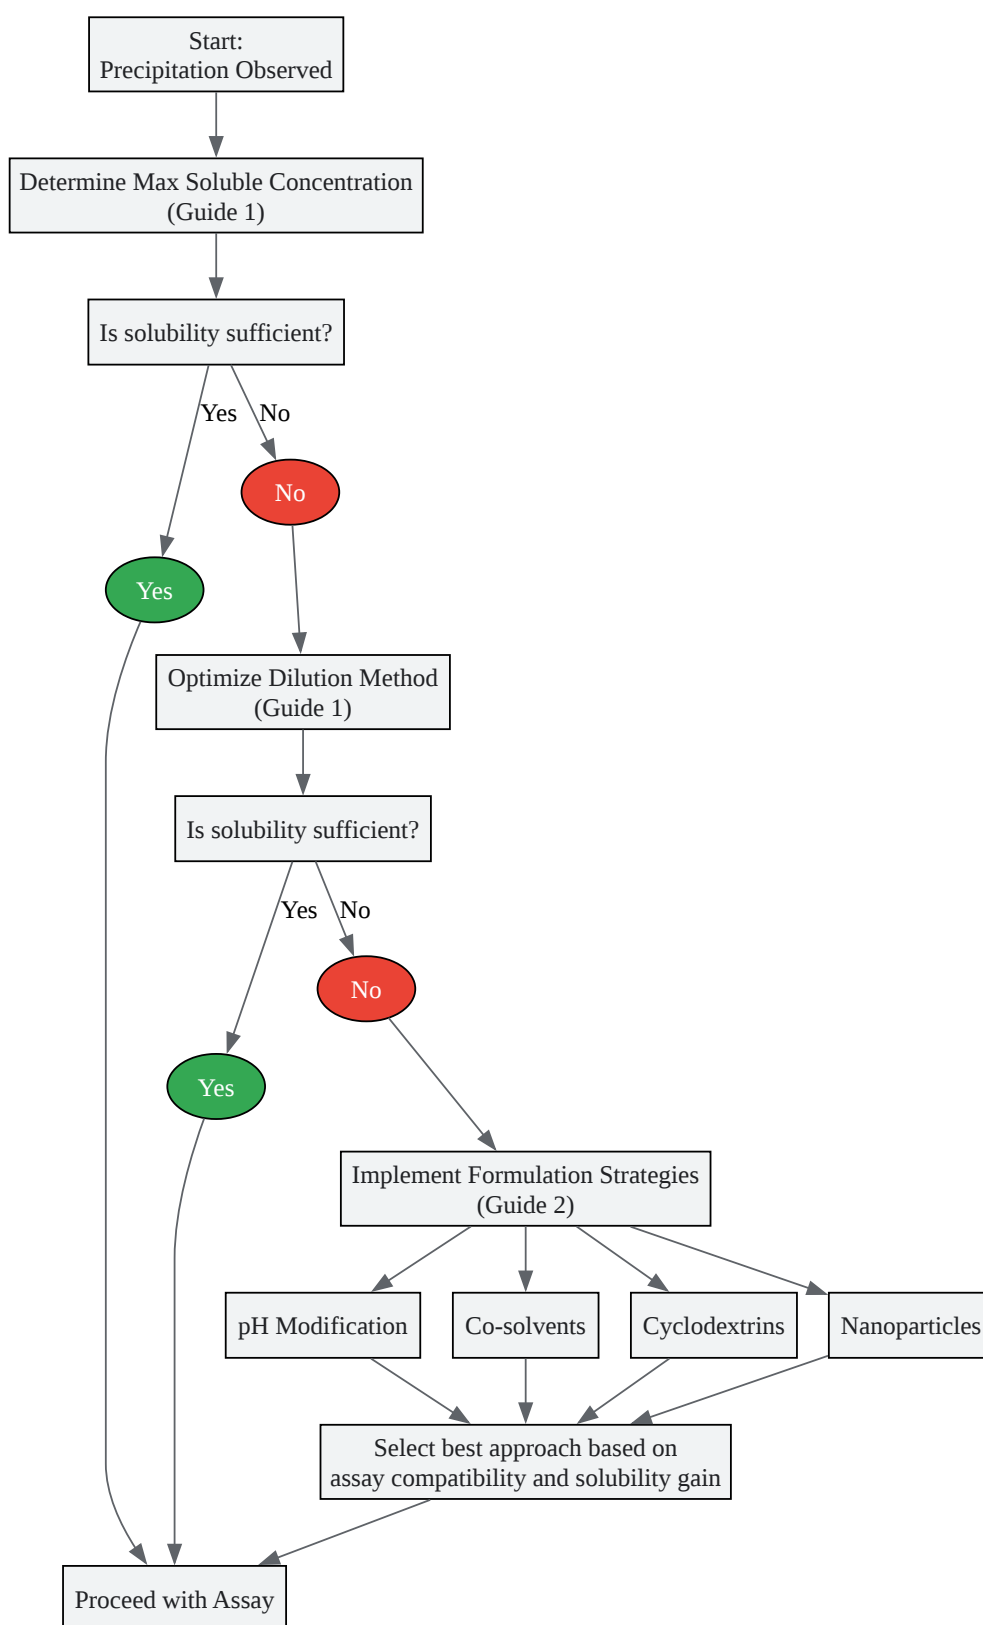 Start:
Precipitation Observed
Determine Max Soluble Concentration
(Guide 1)
Is solubility sufficient?
Yes
No
No
Yes
Optimize Dilution Method
(Guide 1)
Is solubility sufficient?
Yes
No
No
Yes
Implement Formulation Strategies
(Guide 2)
pH Modification
Co-solvents
Cyclodextrins
Nanoparticles
Select best approach based on
assay compatibility and solubility gain
Proceed with Assay